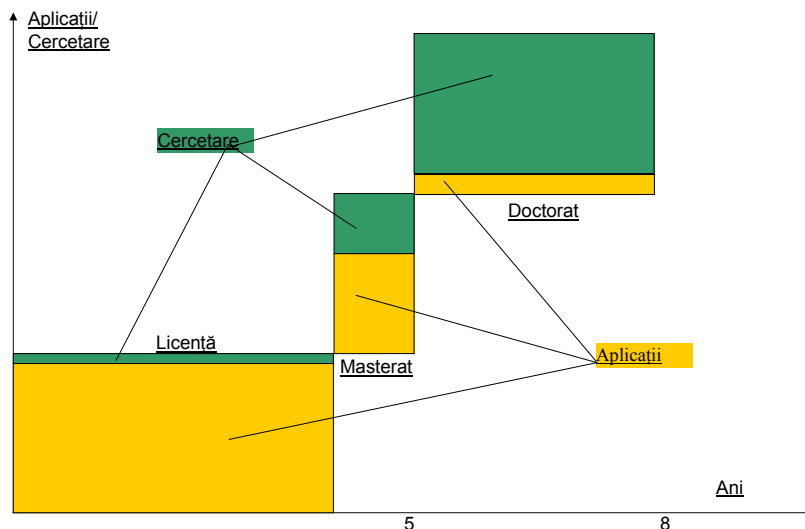 Aplicații/
Cercetare
Cercetare
Doctorat
Licență
Aplicații
Masterat
Ani
5
8